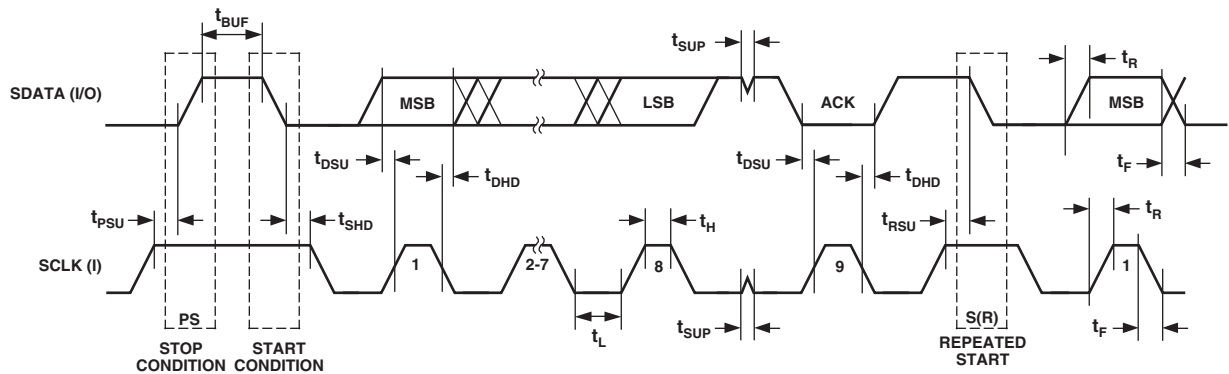 tBUF
tSUP
tR
SDATA (I/O)
MSB
LSB
ACK
MSB
tDSU
tDHD
tDSU
tDHD
tF
tPSU
tSHD
tH
tRSU
tR
SCLK (I)
1
2-7
8
9
1
PS
tL
tSUP
S(R)
tF
STOP
CONDITION
START
CONDITION
REPEATED
START